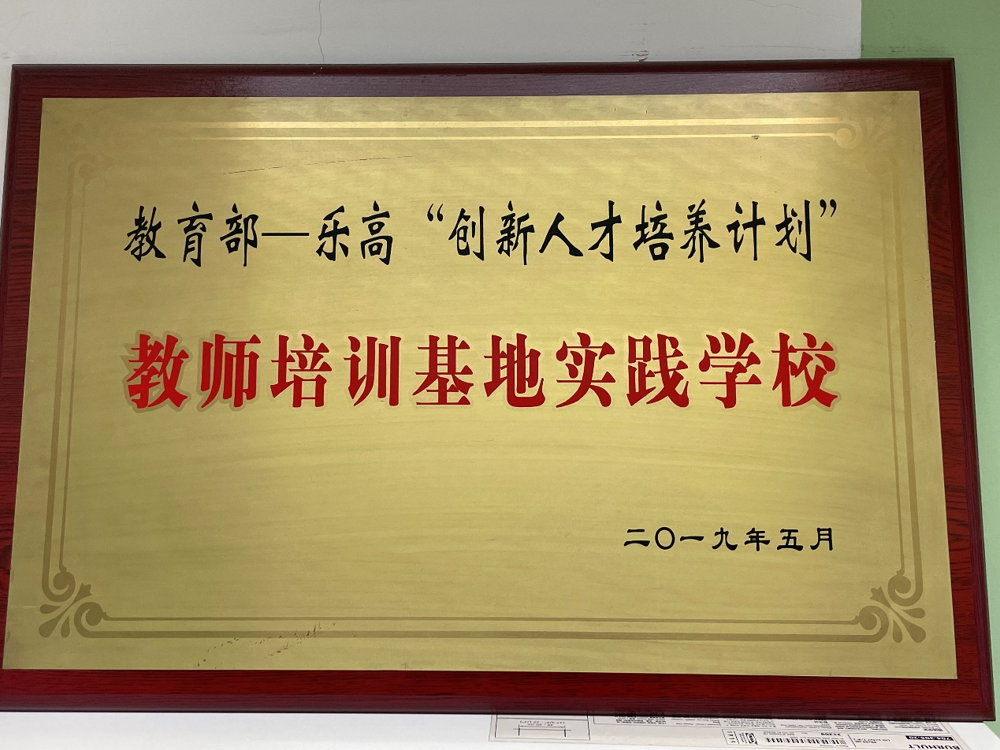 教育部—乐高“创新人才培养计划”
教师培训基地实践学校
二〇一九年五月